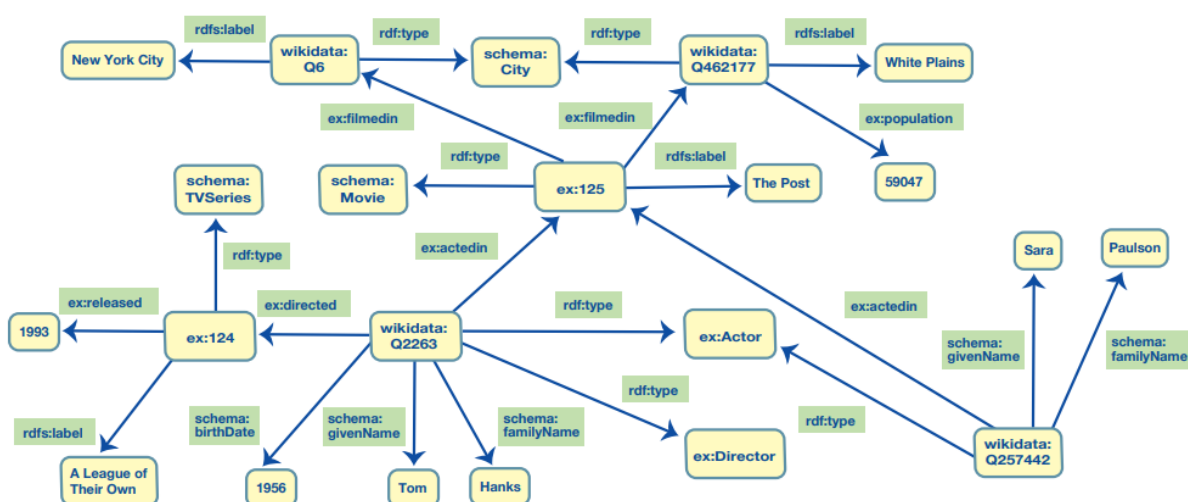 rdfs:label
rdf:type
rdf:type
rdfs:label
New York City
wikidata:
Q6
schema:
City
wikidata:
Q462177
White Plains
ex:filmedin
ex:filmedin
ex:population
rdf:type
rdfs:label
schema:
TVSeries
schema:
Movie
ex:125
The Post
59047
ex:actedin
Sara
Paulson
rdf:type
ex:released
ex:directed
rdf:type
ex:actedin
1993
ex:124
wikidata:
Q2263
ex:Actor
schema:
givenName
schema:
familyName
rdf:type
rdfs:label
schema:
birthDate
schema:
givenName
schema:
familyName
rdf:type
ex:Director
wikidata:
Q257442
A League of
Their Own
1956
Tom
Hanks